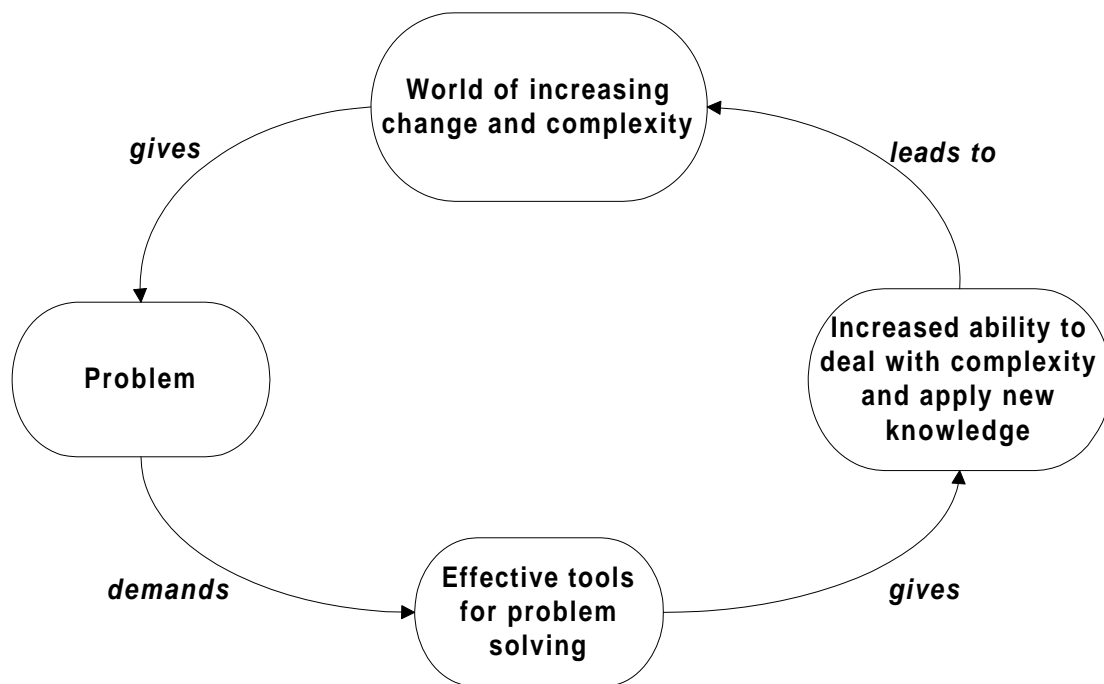 World of increasing
change and complexity
gives
leads to
Problem
Increased ability to
deal with complexity
and apply new
knowledge
demands
Effective tools
for problem
solving
gives